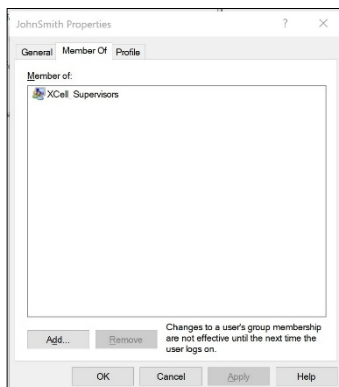 JohnSmith Properties
? ×
General Member Of Profile
Member of:
XCell Supervisors
Add... Remove
Changes to a user's group membership
are not effective until the next time the
user logs on.
OK Cancel Apply Help